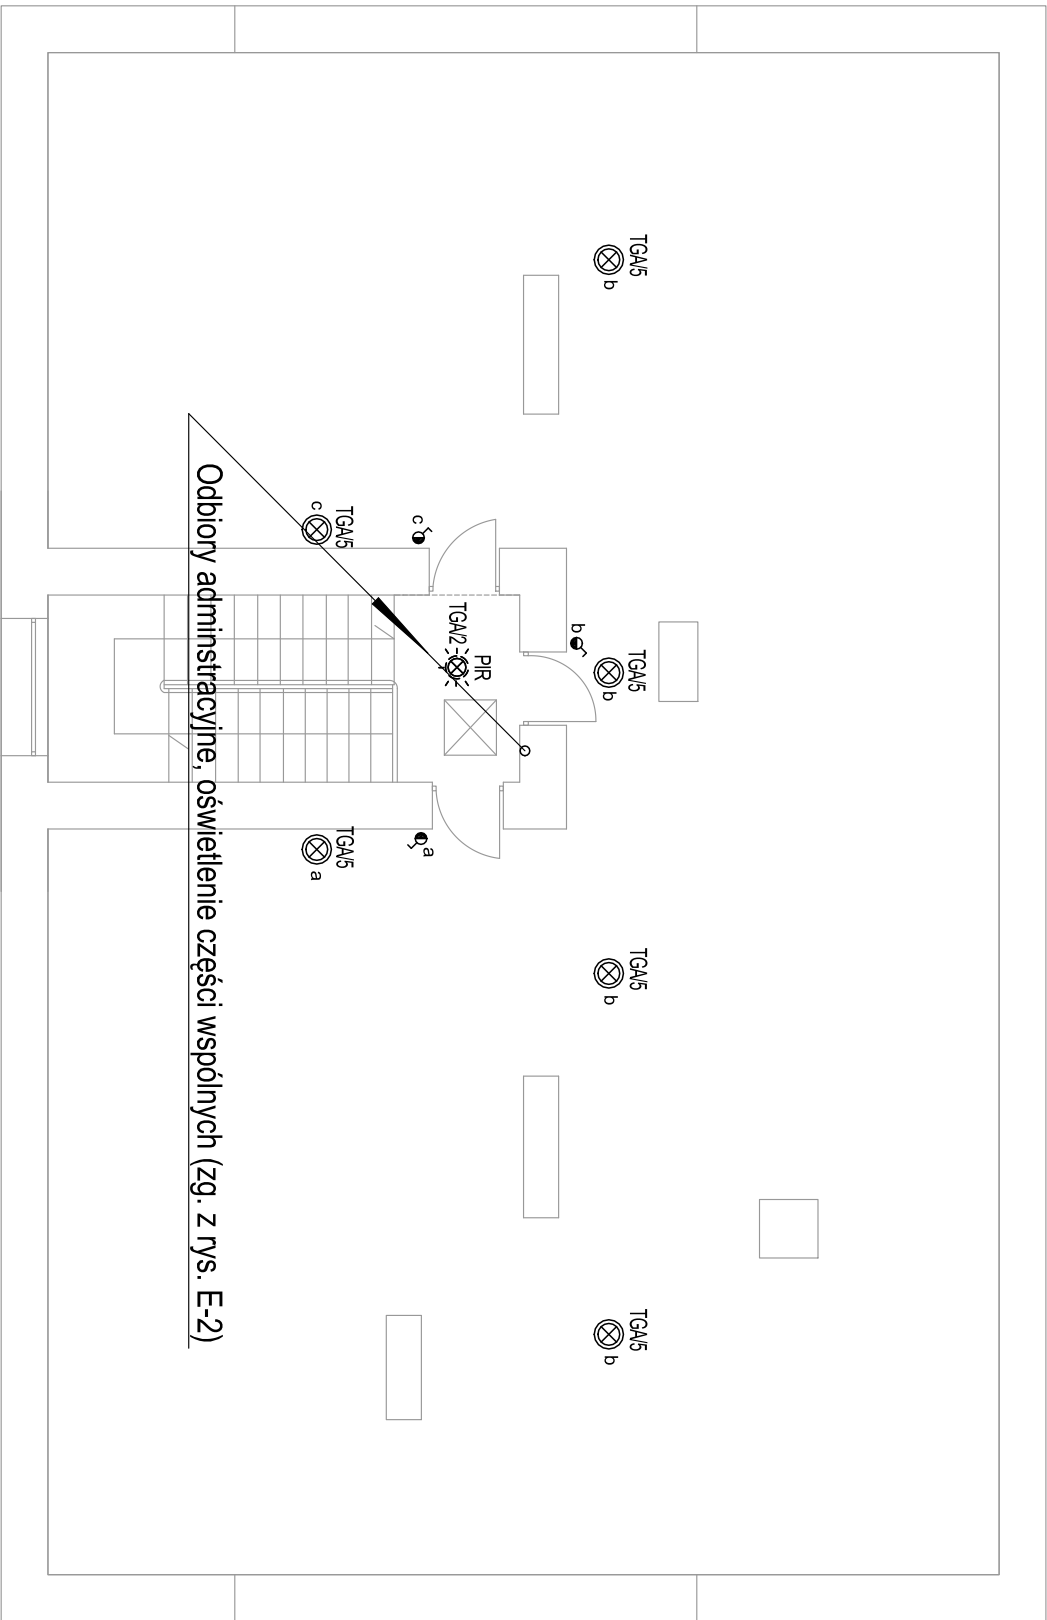 TGA/5
b
TGA/5
c
c
TGA/2
PIR
b
TGA/5
b
TGA/5
a
a
TGA/5
b
TGA/5
b
Odbiory adminstracyjne, oświetlenie części wspólnych (zg. z rys. E-2)